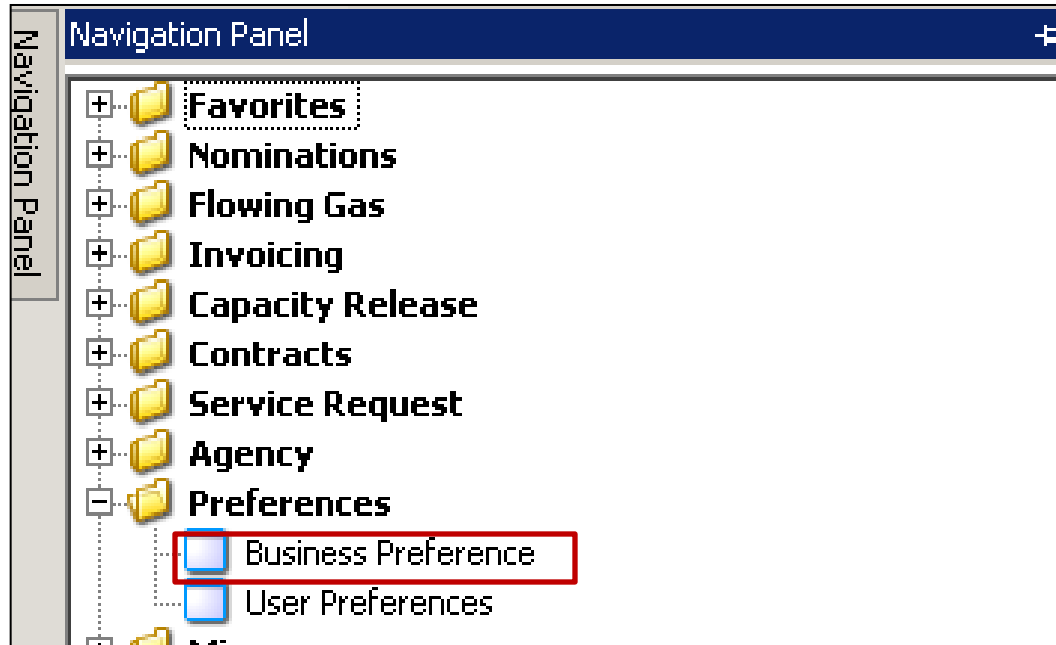 Navigation Panel
Navigation Panel
Favorites
Nominations
Flowing Gas
Invoicing
Capacity Release
Contracts
Service Request
Agency
Preferences
Business Preference
User Preferences